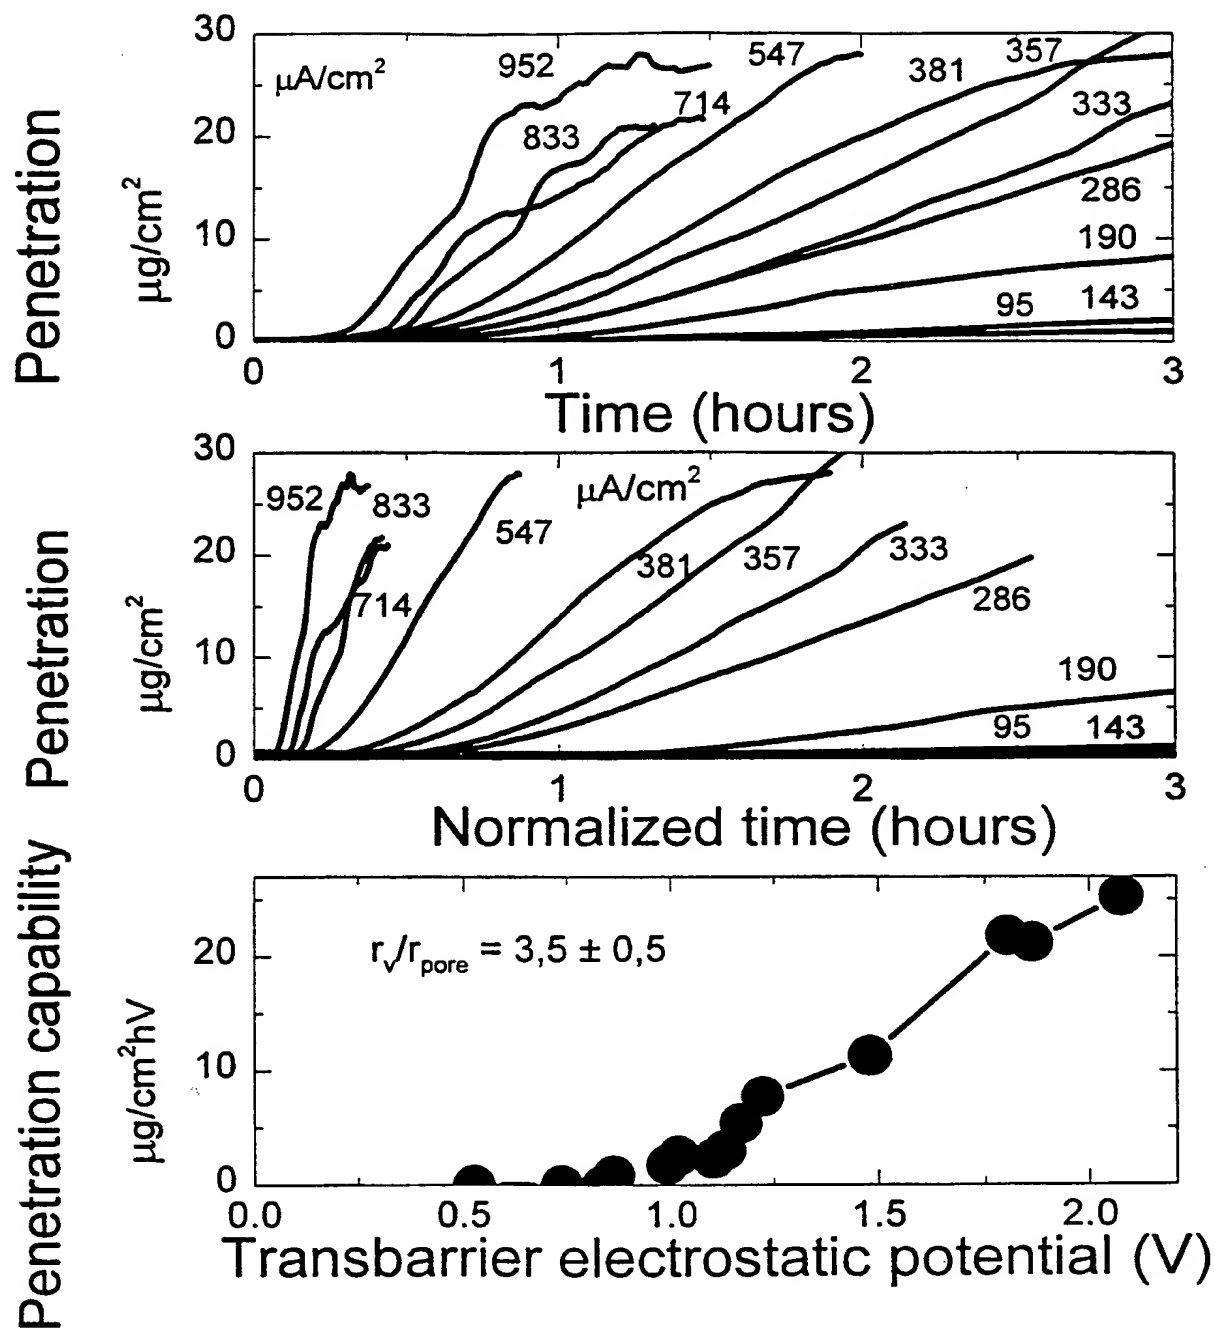 Penetration
μg/cm²
30
20
10
0
μA/cm²
952
547
357
381
714
333
833
286
190
95
143
0 1 2 3
Time (hours)
Penetration
μg/cm²
30
20
10
0
μA/cm²
952
833
547
381
357
333
714
286
190
95
143
0 1 2 3
Normalized time (hours)
Penetration capability
μg/cm²hV
20
10
0
rᵥ/r_pore = 3,5 ± 0,5
0.0 0.5 1.0 1.5 2.0
Transbarrier electrostatic potential (V)